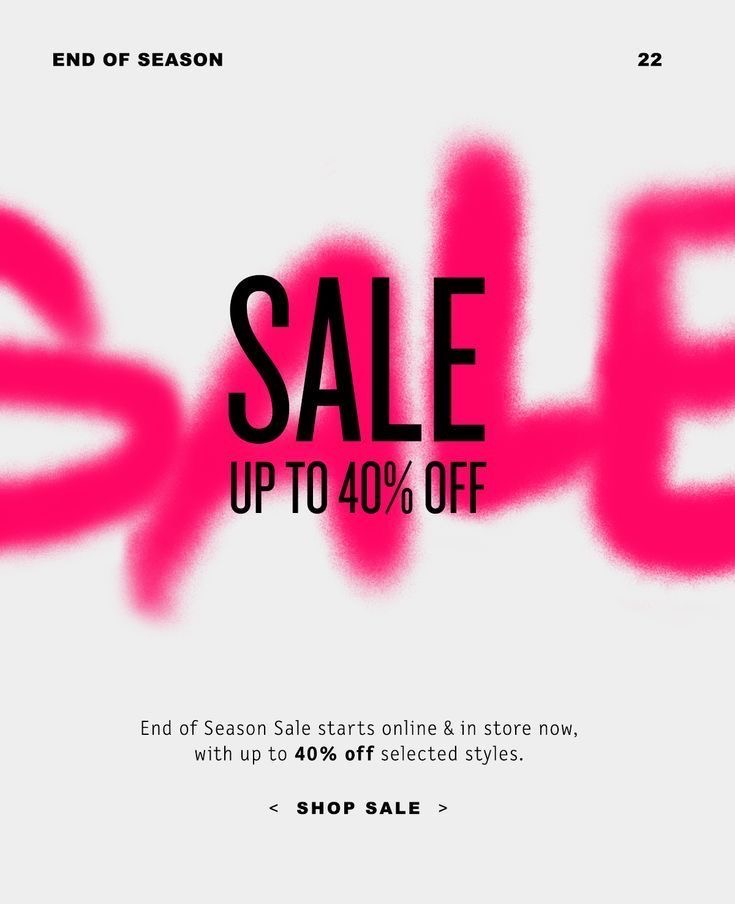 END OF SEASON 22
SALE
SALE
UP TO 40% OFF
End of Season Sale starts online & in store now,
with up to 40% off selected styles.
< SHOP SALE >